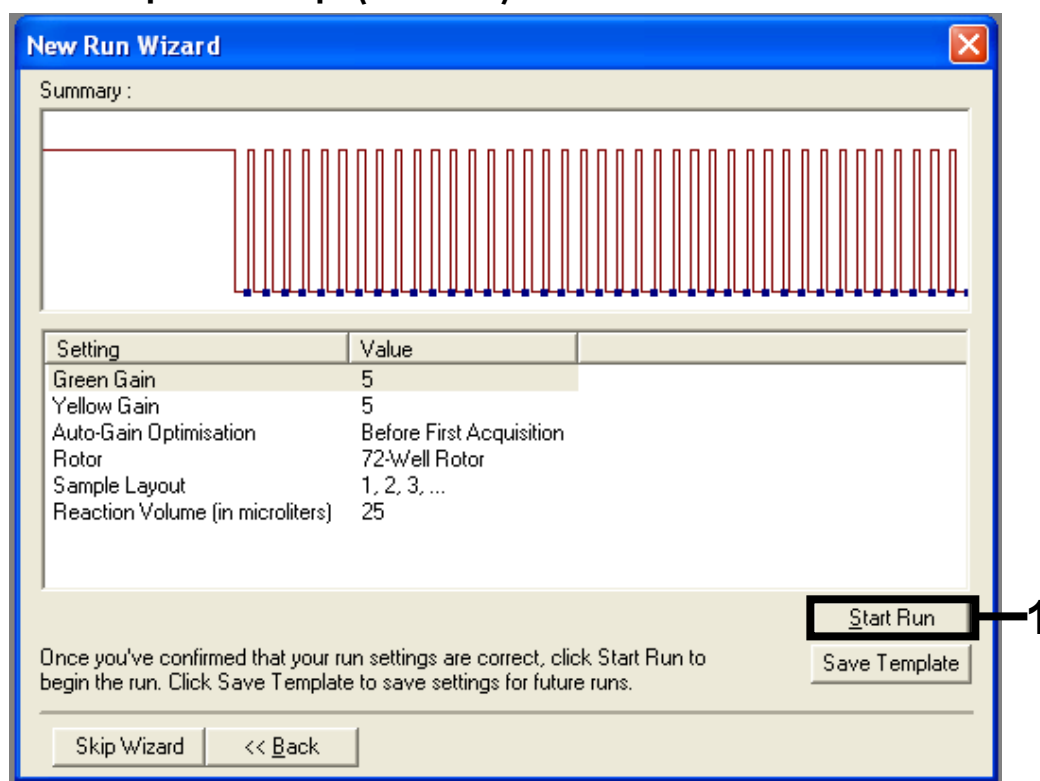 New Run Wizard
Summary :
Setting Value
Green Gain 5
Yellow Gain 5
Auto-Gain Optimisation Before First Acquisition
Rotor 72-Well Rotor
Sample Layout 1, 2, 3, ...
Reaction Volume (in microliters) 25
Start Run
1
Once you've confirmed that your run settings are correct, click Start Run to
begin the run. Click Save Template to save settings for future runs.
Save Template
Skip Wizard << Back